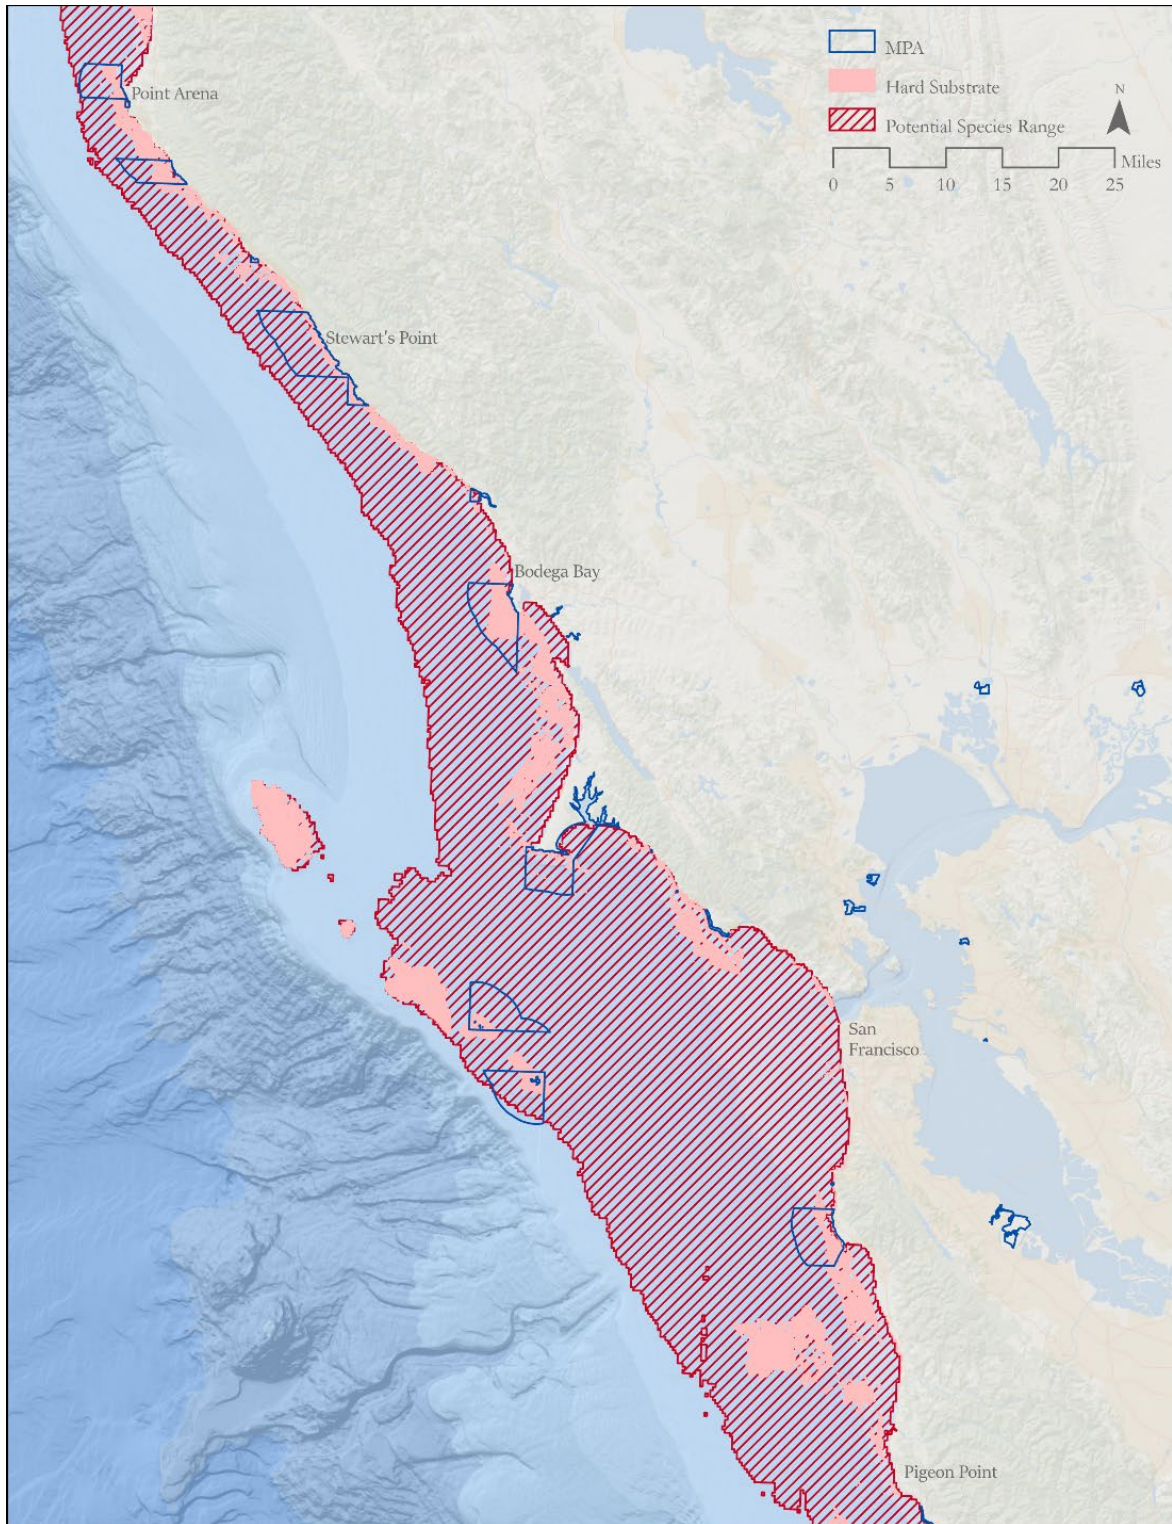 MPA
Hard Substrate
Potential Species Range
N
Miles
0 5 10 15 20 25
Point Arena
Stewart's Point
Bodega Bay
San
Francisco
Pigeon Point